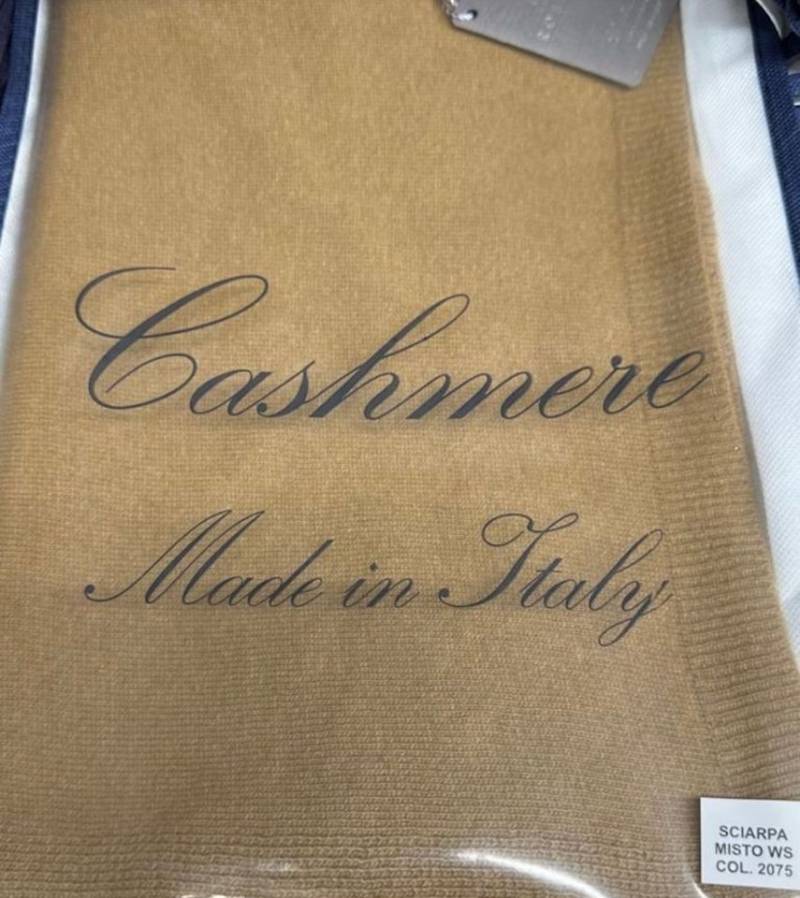 Cashmere
Made in Italy
SCIARPA
MISTO WS
COL. 2075